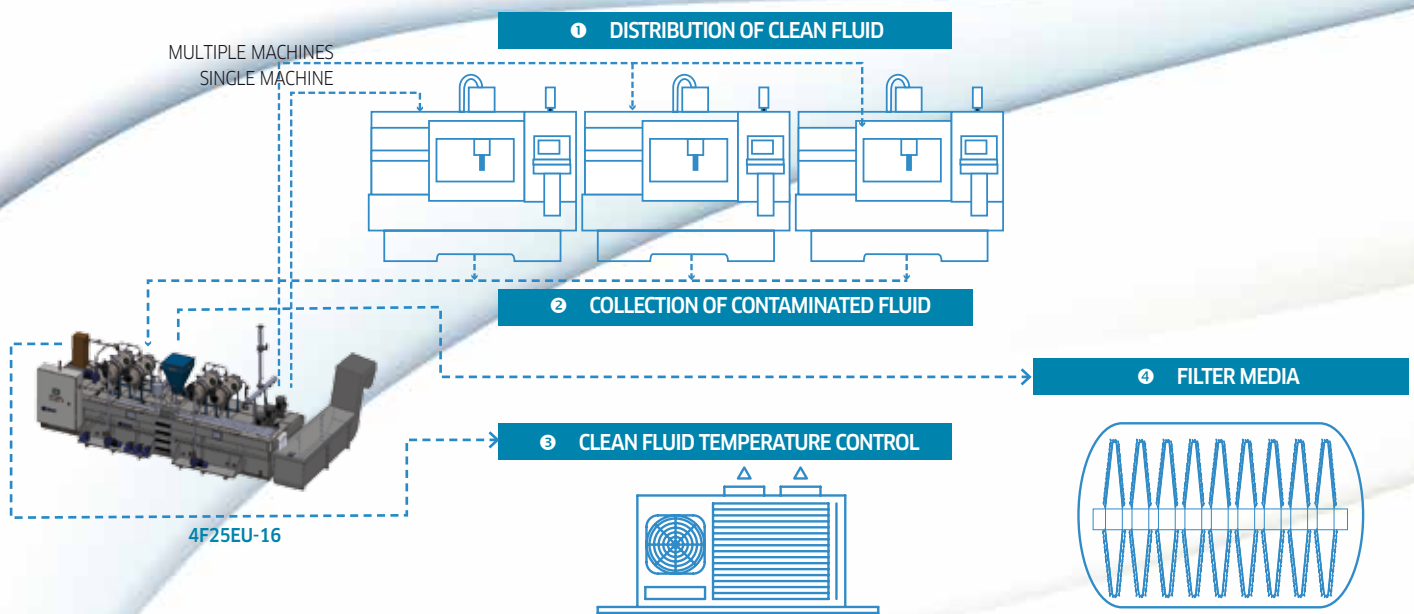 ❶ DISTRIBUTION OF CLEAN FLUID
MULTIPLE MACHINES
SINGLE MACHINE
❷ COLLECTION OF CONTAMINATED FLUID
❹ FILTER MEDIA
❸ CLEAN FLUID TEMPERATURE CONTROL
4F25EU-16